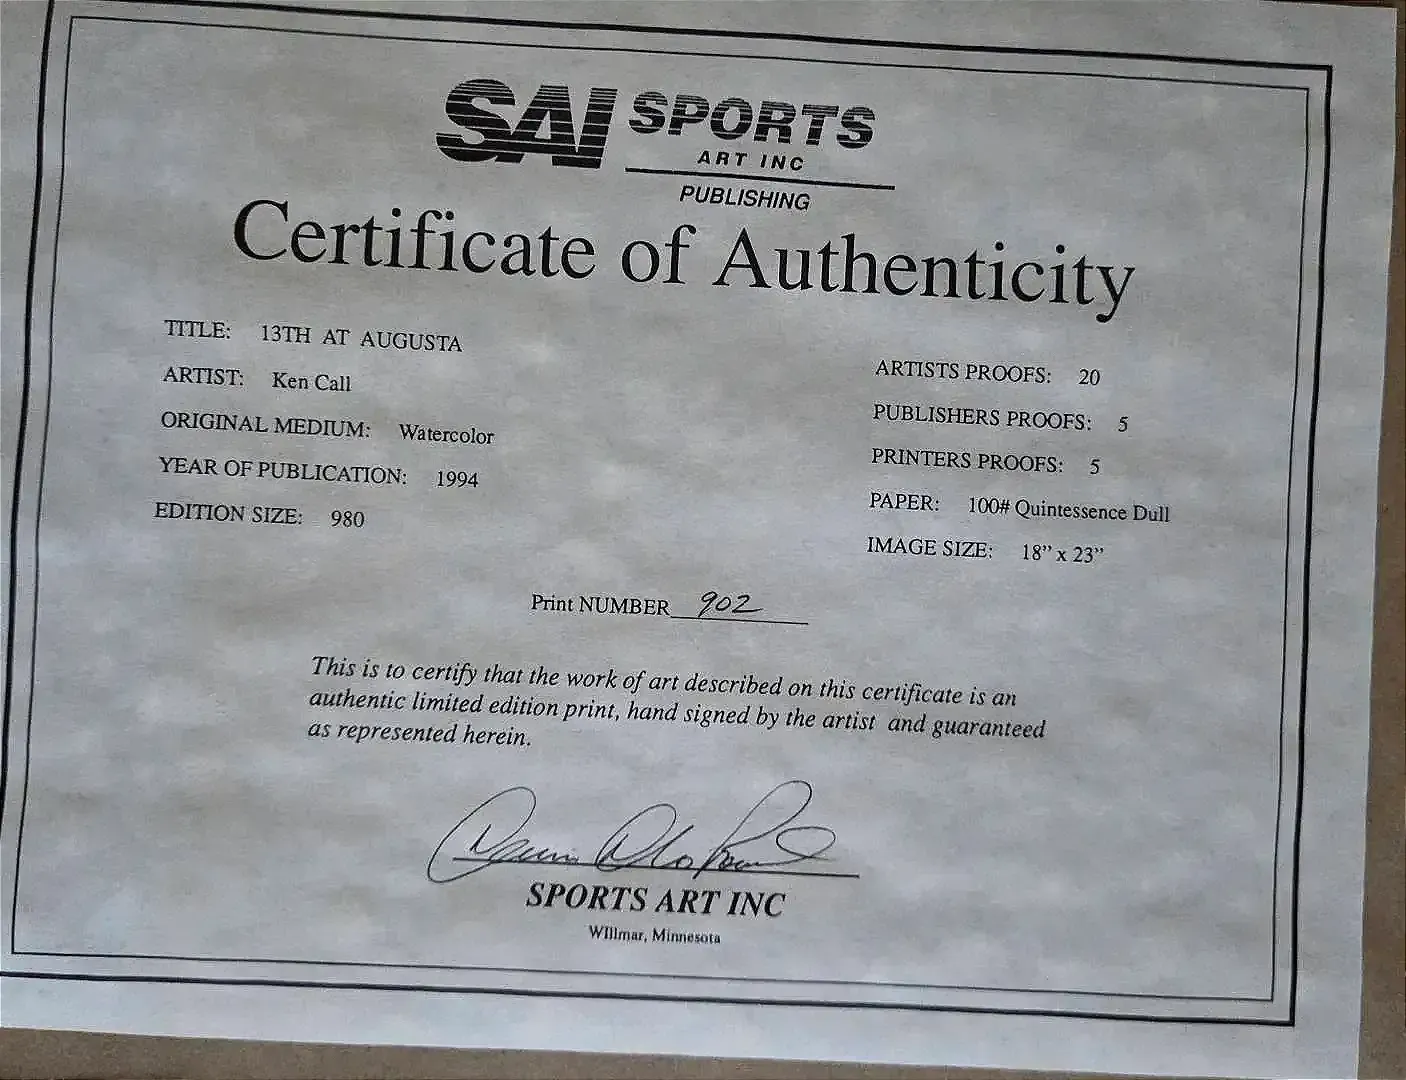 SAI SPORTS
ART INC
PUBLISHING
Certificate of Authenticity
TITLE: 13TH AT AUGUSTA
ARTIST: Ken Call
ORIGINAL MEDIUM: Watercolor
YEAR OF PUBLICATION: 1994
EDITION SIZE: 980
ARTISTS PROOFS: 20
PUBLISHERS PROOFS: 5
PRINTERS PROOFS: 5
PAPER: 100# Quintessence Dull
IMAGE SIZE: 18” x 23”
Print NUMBER 902
This is to certify that the work of art described on this certificate is an
authentic limited edition print, hand signed by the artist and guaranteed
as represented herein.
SPORTS ART INC
WIllmar, Minnesota